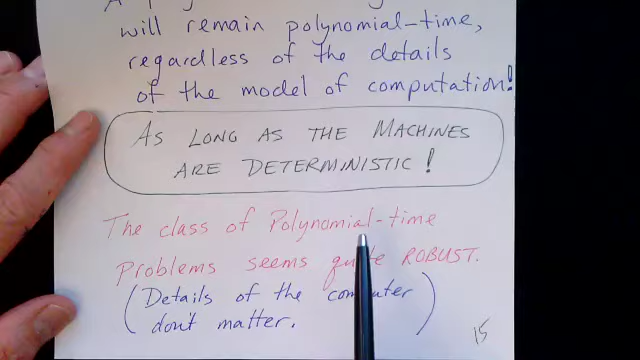 will remain polynomial-time,
regardless of the details
of the model of computation!
AS LONG AS THE MACHINES
ARE DETERMINISTIC!
The class of Polynomial-time
Problems seems quite ROBUST.
(Details of the computer
don't matter.)
15